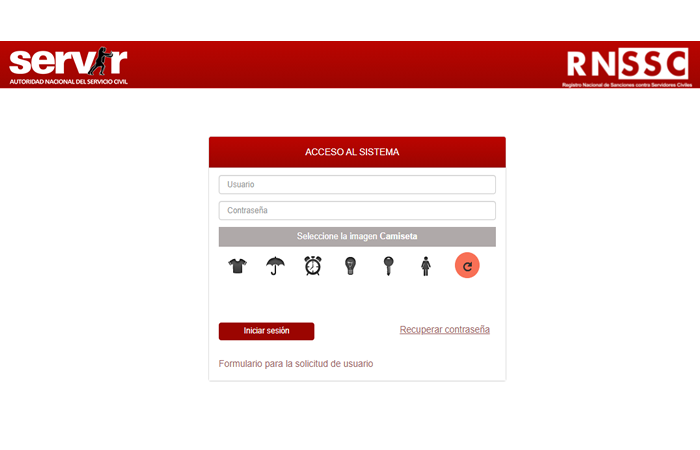 servir
AUTORIDAD NACIONAL DEL SERVICIO CIVIL
RNSSC
Registro Nacional de Sanciones contra Servidores Civiles
ACCESO AL SISTEMA
Usuario
Contraseña
Seleccione la imagen Camiseta
Iniciar sesión
Recuperar contraseña
Formulario para la solicitud de usuario